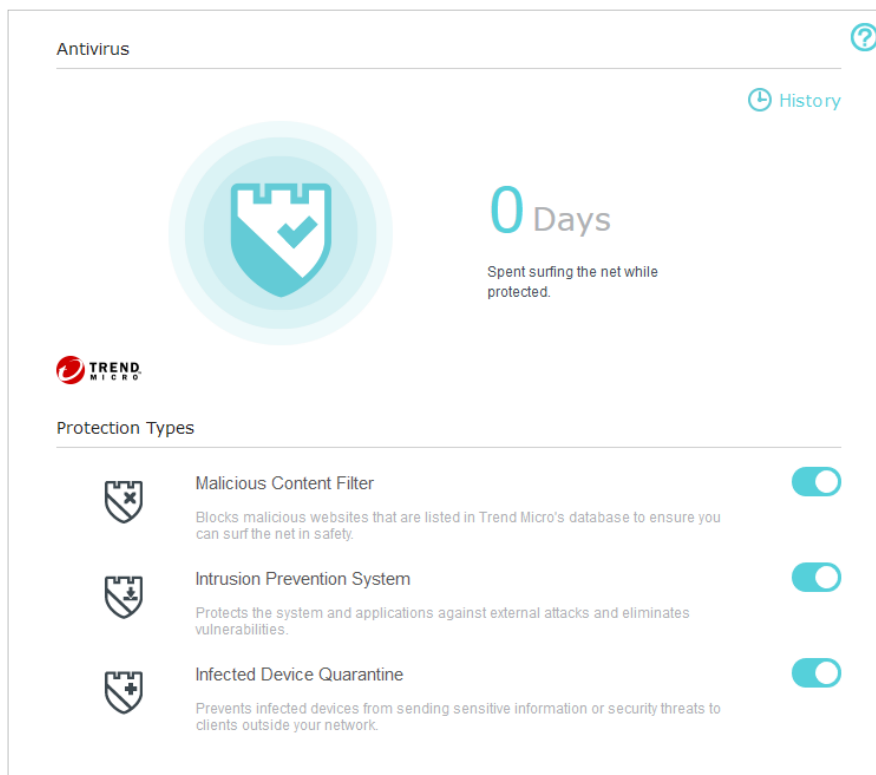 Antivirus
History
0 Days
Spent surfing the net while
protected.
TREND
MICRO
Protection Types
Malicious Content Filter
Blocks malicious websites that are listed in Trend Micro's database to ensure you
can surf the net in safety.
Intrusion Prevention System
Protects the system and applications against external attacks and eliminates
vulnerabilities.
Infected Device Quarantine
Prevents infected devices from sending sensitive information or security threats to
clients outside your network.